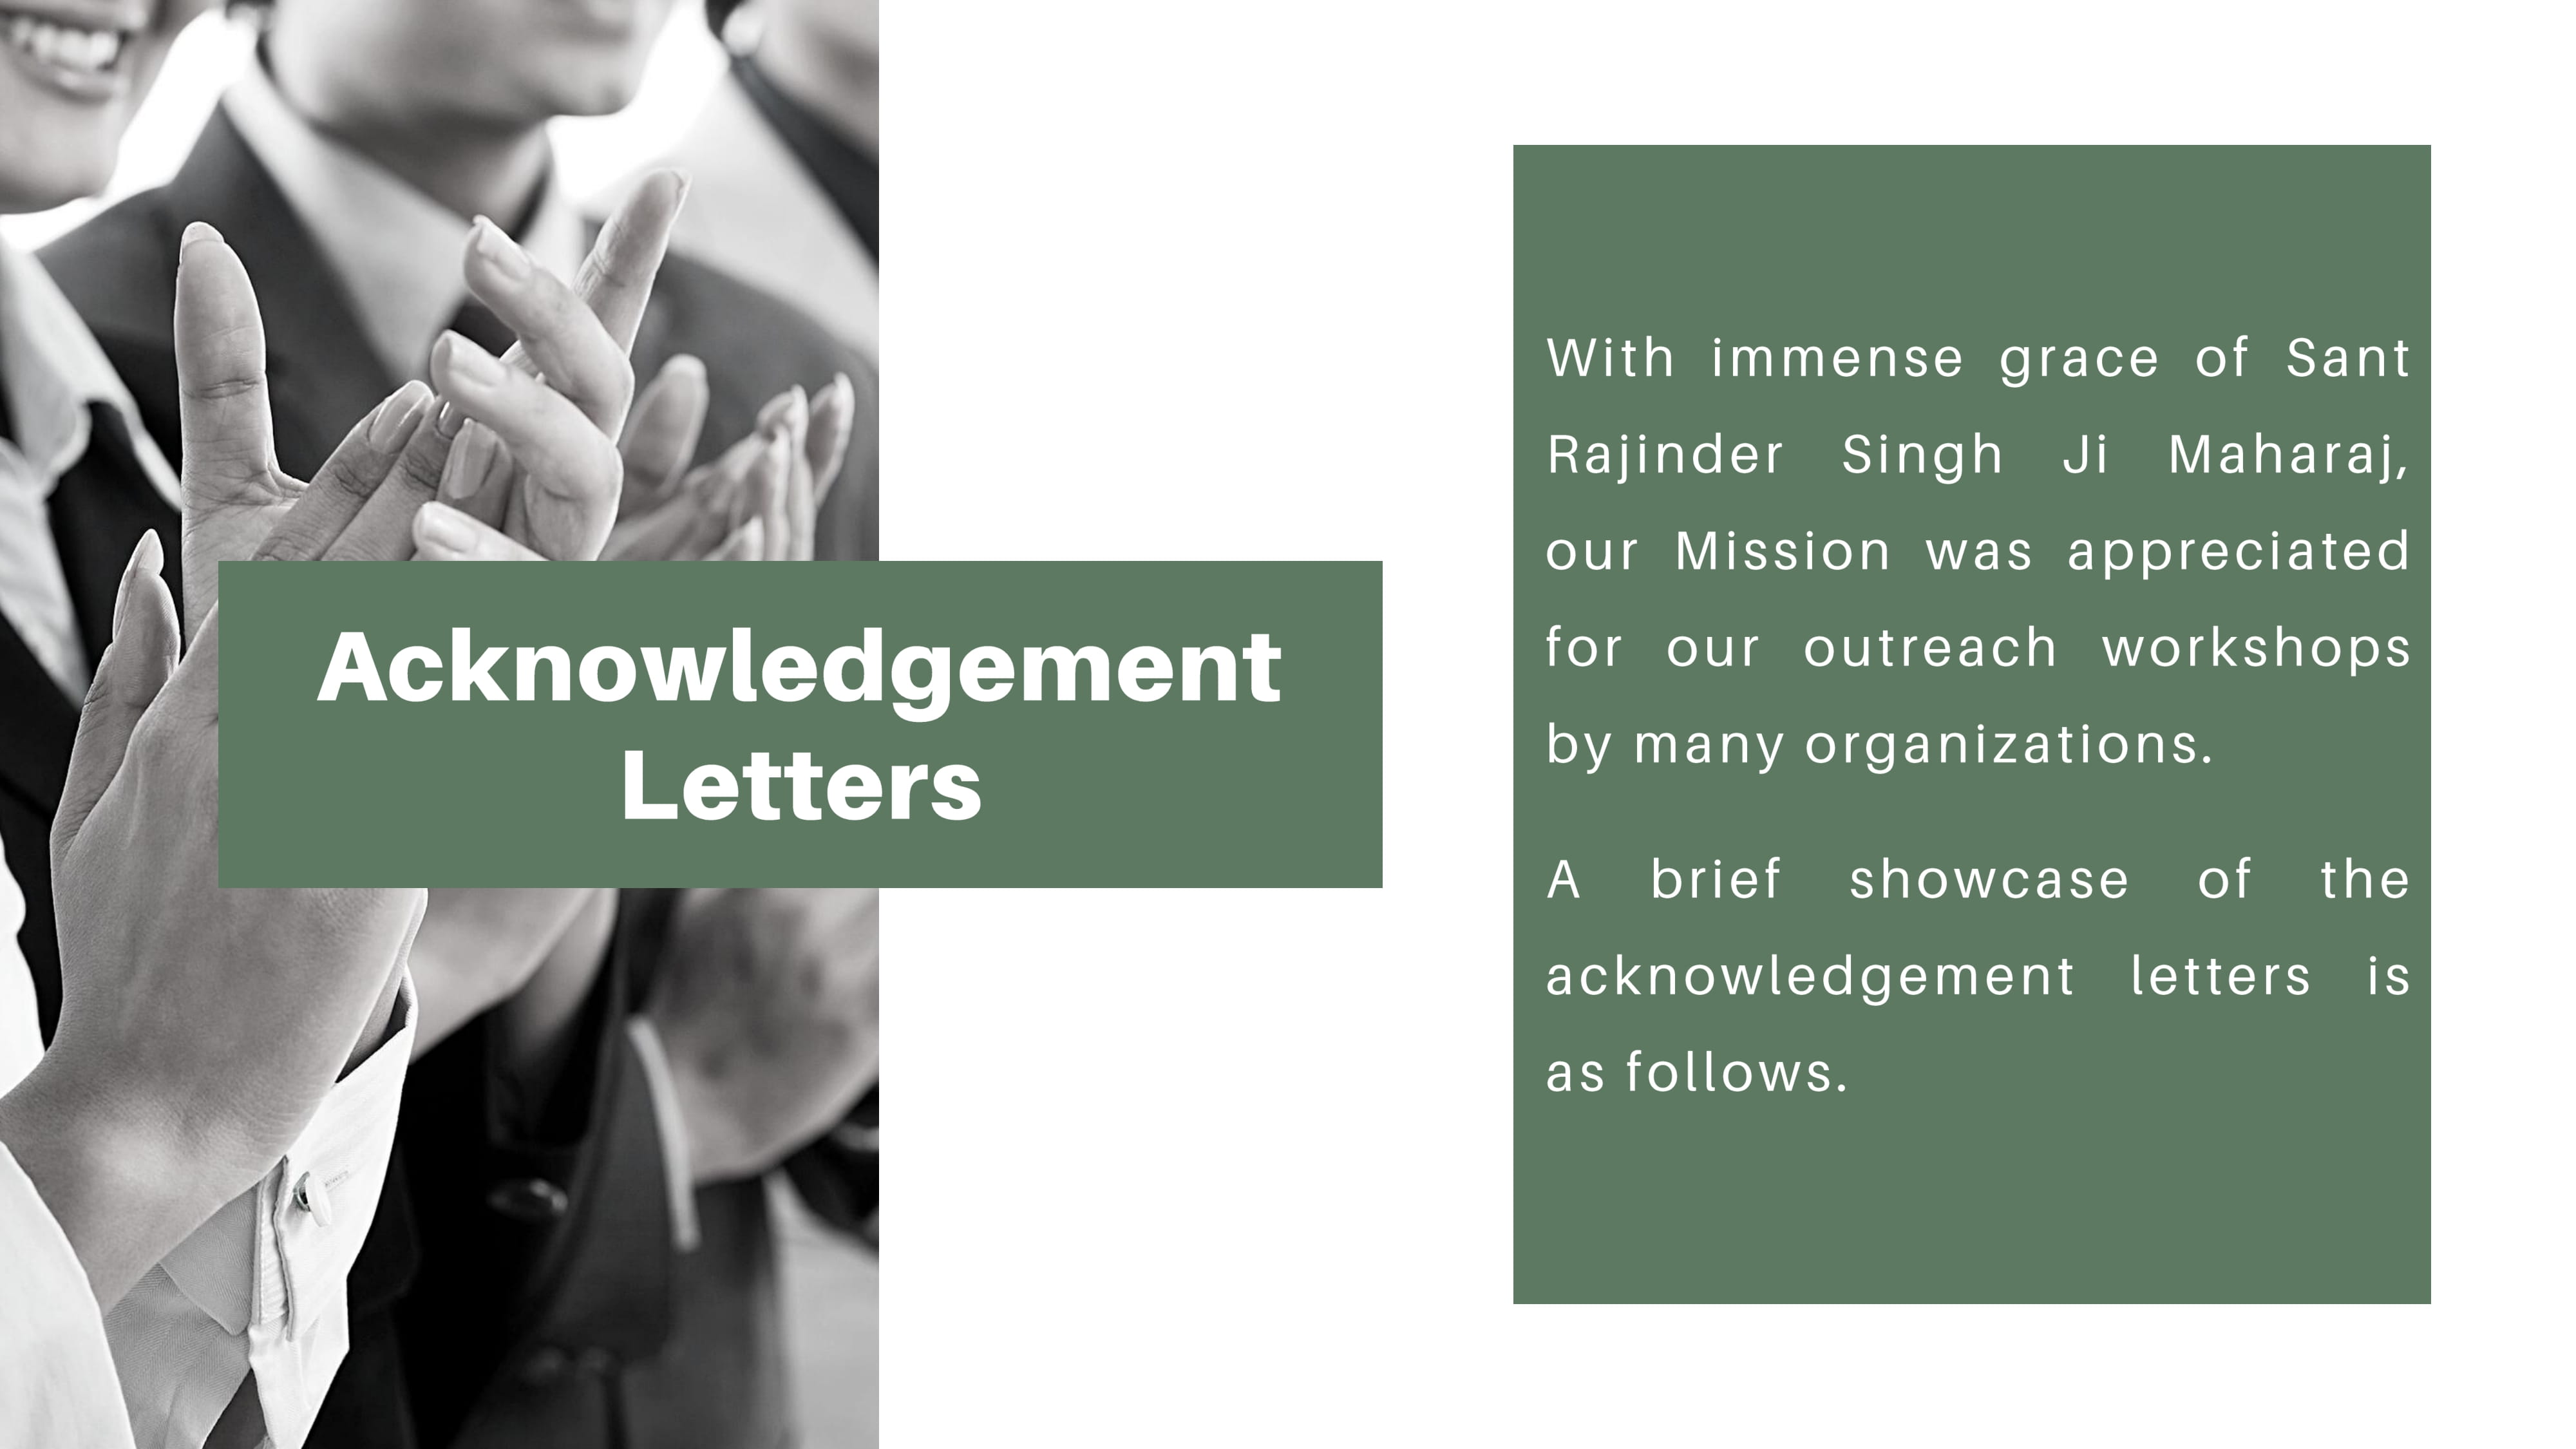 Acknowledgement
Letters
With immense grace of Sant
Rajinder Singh Ji Maharaj,
our Mission was appreciated
for our outreach workshops
by many organizations.
A brief showcase of the
acknowledgement letters is
as follows.